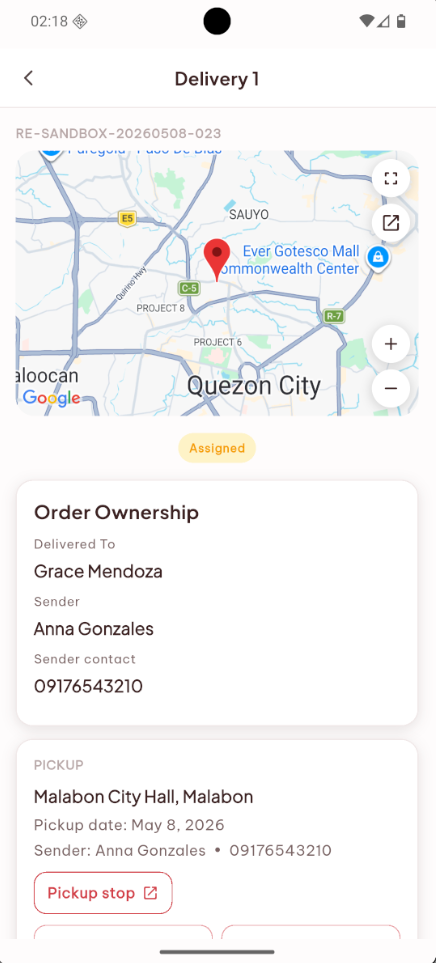 02:18
Delivery 1
RE-SANDBOX-20260508-023
E5
SAUYO
Ever Gotesco Mall
ommonwealth Center
Quirino Hwy
C-5
PROJECT 8
R-7
PROJECT 6
aloocan
Quezon City
Google
Assigned
Order Ownership
Delivered To
Grace Mendoza
Sender
Anna Gonzales
Sender contact
09176543210
PICKUP
Malabon City Hall, Malabon
Pickup date: May 8, 2026
Sender: Anna Gonzales • 09176543210
Pickup stop